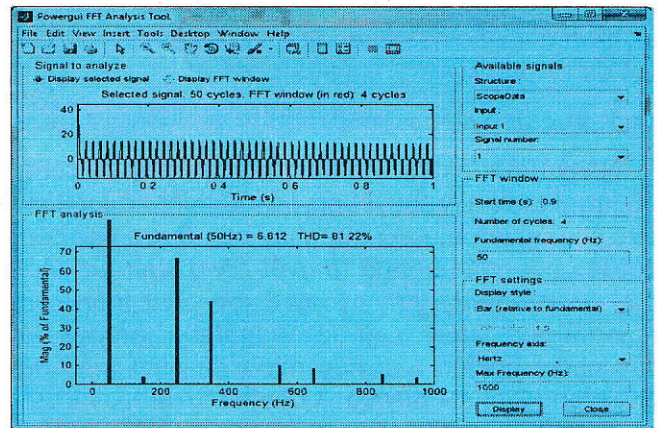 Powergui FFT Analysis Tool.
File Edit View Insert Tools Desktop Window Help
Signal to analyze
Display selected signal Display FFT window
Selected signal: 50 cycles. FFT window (in red): 4 cycles
40
20
0
0 0.2 0.4 0.6 0.8 1
Time (s)
FFT analysis
Fundamental (50Hz) = 6.612 THD= 81.22%
Mag (% of Fundamental)
70
60
50
40
30
20
10
0
0 200 400 600 800 1000
Frequency (Hz)
Available signals
Structure :
ScopeData
Input :
input 1
Signal number:
1
FFT window
Start time (s): 0.9
Number of cycles: 4
Fundamental frequency (Hz):
50
FFT settings
Display style :
Bar (relative to fundamental)
Frequency axis:
Hertz
Max Frequency (Hz):
1000
Display Close